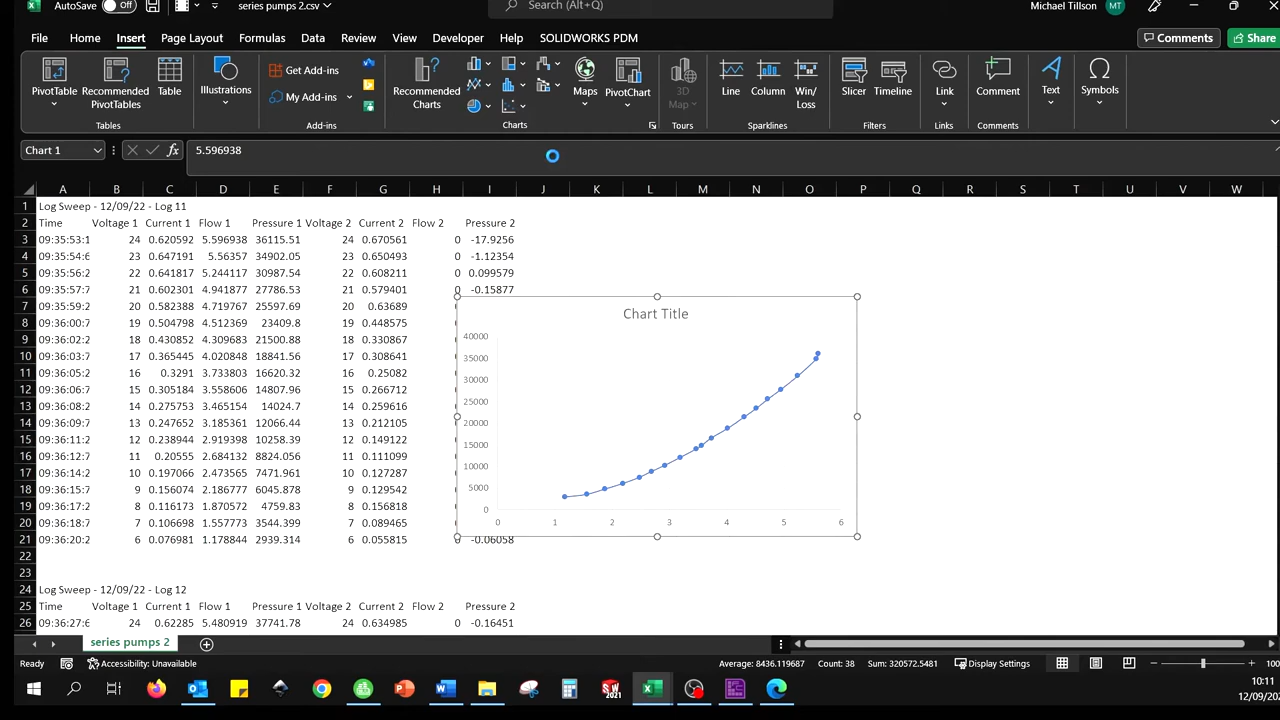 AutoSave Off series pumps 2.csv Search (Alt+Q) Michael Tillson MT
File Home Insert Page Layout Formulas Data Review View Developer Help SOLIDWORKS PDM Comments Share
PivotTable Recommended PivotTables Table Illustrations Get Add-ins My Add-ins Recommended Charts Maps PivotChart 3D Map Line Column Win/Loss Slicer Timeline Link Comment Text Symbols
Tables Add-ins Charts Tours Sparklines Filters Links Comments
Chart 1 fx 5.596938
A B C D E F G H I J K L M N O P Q R S T U V W
1 Log Sweep - 12/09/22 - Log 11
2 Time Voltage 1 Current 1 Flow 1 Pressure 1 Voltage 2 Current 2 Flow 2 Pressure 2
3 09:35:53:1 24 0.620592 5.596938 36115.51 24 0.670561 0 -17.9256
4 09:35:54:6 23 0.647191 5.56357 34902.05 23 0.650493 0 -1.12354
5 09:35:56:2 22 0.641817 5.244117 30987.54 22 0.608211 0 0.099579
6 09:35:57:7 21 0.602301 4.941877 27786.53 21 0.579401 0 -0.15877
7 09:35:59:2 20 0.582388 4.719767 25597.69 20 0.63689
8 09:36:00:7 19 0.504798 4.512369 23409.8 19 0.448575
9 09:36:02:2 18 0.430852 4.309683 21500.88 18 0.330867
10 09:36:03:7 17 0.365445 4.020848 18841.56 17 0.308641
11 09:36:05:2 16 0.3291 3.733803 16620.32 16 0.25082
12 09:36:06:7 15 0.305184 3.558606 14807.96 15 0.266712
13 09:36:08:2 14 0.275753 3.465154 14024.7 14 0.259616
14 09:36:09:7 13 0.247652 3.185361 12066.44 13 0.212105
15 09:36:11:2 12 0.238944 2.919398 10258.39 12 0.149122
16 09:36:12:7 11 0.20555 2.684132 8824.056 11 0.111099
17 09:36:14:2 10 0.197066 2.473565 7471.961 10 0.127287
18 09:36:15:7 9 0.156074 2.186777 6045.878 9 0.129542
19 09:36:17:2 8 0.116173 1.870572 4759.83 8 0.156818
20 09:36:18:7 7 0.106698 1.557773 3544.399 7 0.089465
21 09:36:20:2 6 0.076981 1.178844 2939.314 6 0.055815 0 -0.06058
22
23
24 Log Sweep - 12/09/22 - Log 12
25 Time Voltage 1 Current 1 Flow 1 Pressure 1 Voltage 2 Current 2 Flow 2 Pressure 2
26 09:36:27:6 24 0.62285 5.480919 37741.78 24 0.634985 0 -0.16451
Chart Title
40000
35000
30000
25000
20000
15000
10000
5000
0
0 1 2 3 4 5 6
series pumps 2
Ready Accessibility: Unavailable Average: 8436.119687 Count: 38 Sum: 320572.5481 Display Settings 100
SW 2021
10:11
12/09/202